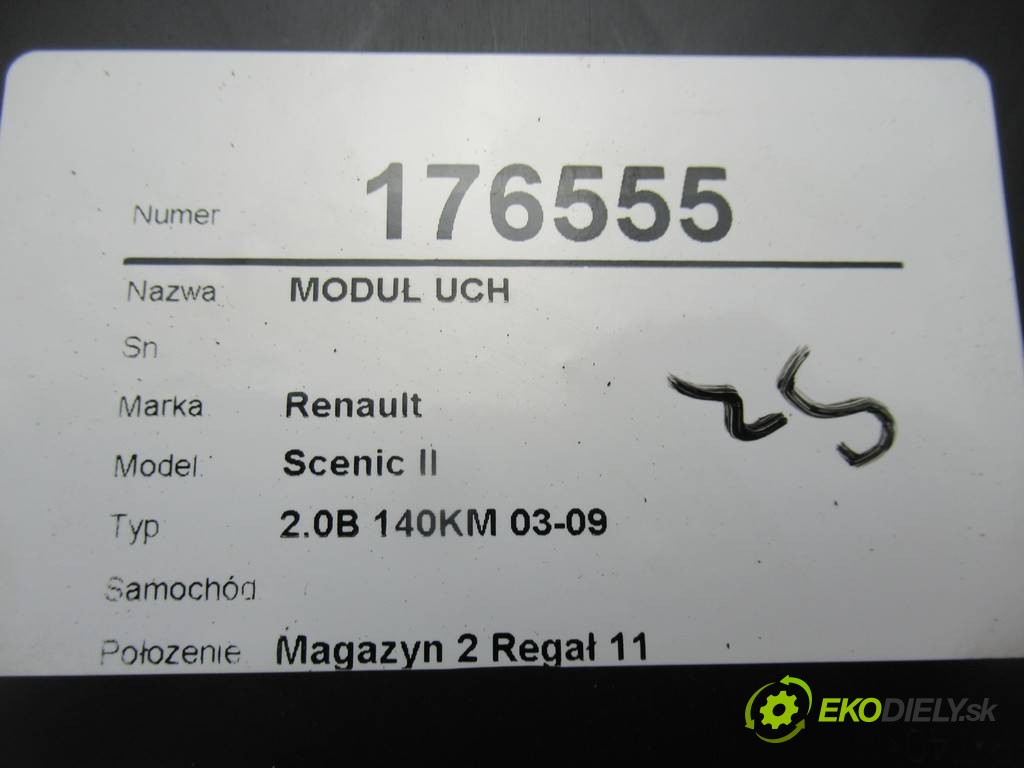 Numer 176555
Nazwa MODUŁ UCH
Sn
Marka Renault
Model Scenic II
Typ 2.0B 140KM 03-09
Samochód
Położenie Magazyn 2 Regał 11
25
EKODIELY.sk